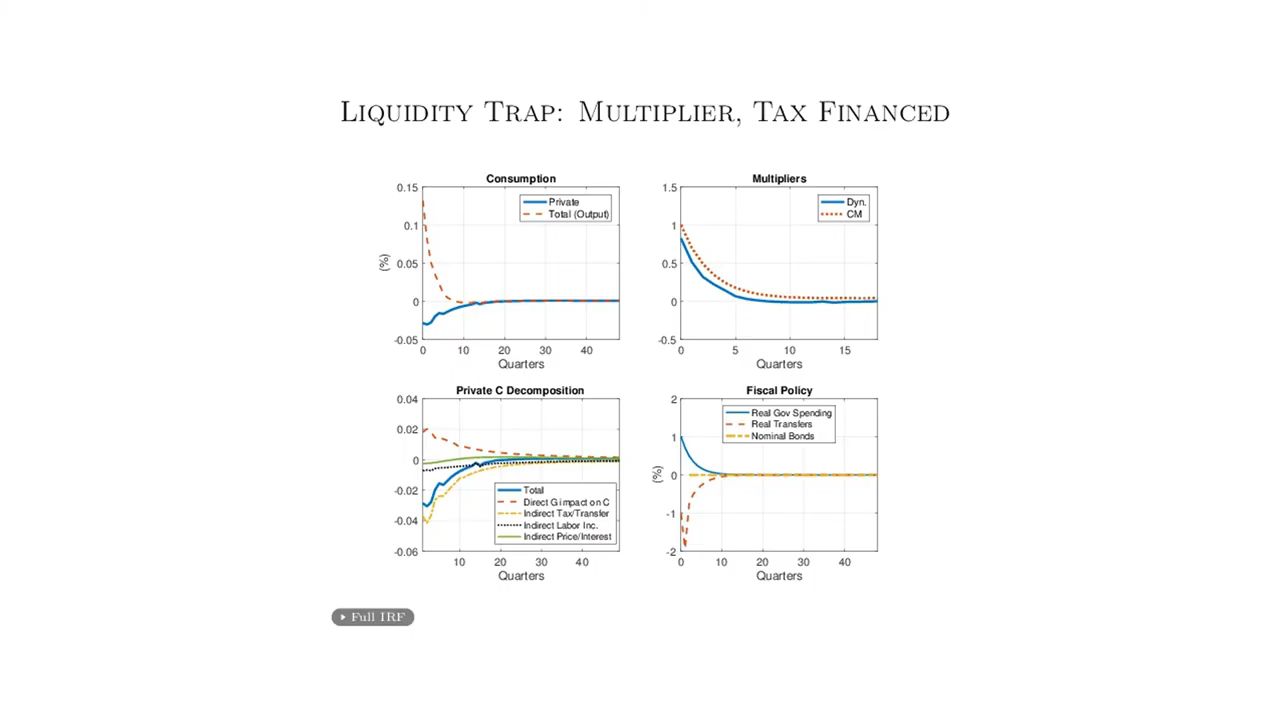 Liquidity Trap: Multiplier, Tax Financed
Consumption
0.15
0.1
0.05
0
-0.05
(%)
Private
Total (Output)
0 10 20 30 40
Quarters
Multipliers
1.5
1
0.5
0
-0.5
Dyn.
CM
0 5 10 15
Quarters
Private C Decomposition
0.04
0.02
0
-0.02
-0.04
-0.06
Total
Direct G impact on C
Indirect Tax/Transfer
Indirect Labor Inc.
Indirect Price/Interest
10 20 30 40
Quarters
Fiscal Policy
2
1
0
-1
-2
(%)
Real Gov Spending
Real Transfers
Nominal Bonds
0 10 20 30 40
Quarters
Full IRF